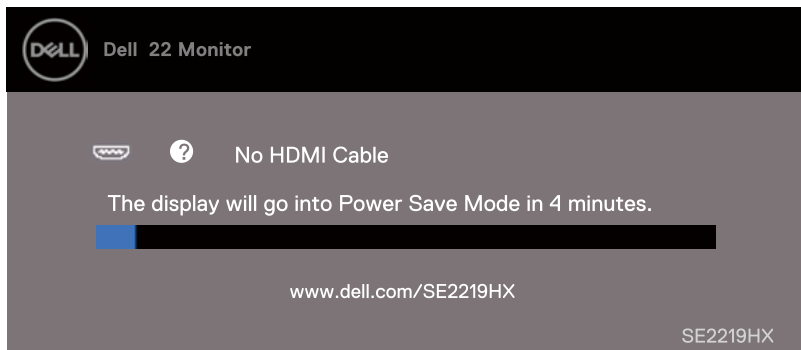 DELL
Dell 22 Monitor
? No HDMI Cable
The display will go into Power Save Mode in 4 minutes.
www.dell.com/SE2219HX
SE2219HX